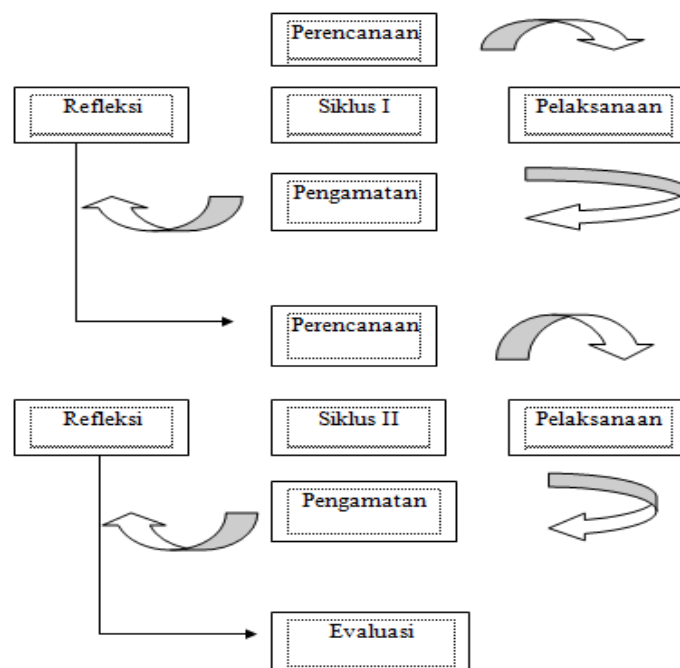 Perencanaan
Refleksi
Siklus I
Pelaksanaan
Pengamatan
Perencanaan
Refleksi
Siklus II
Pelaksanaan
Pengamatan
Evaluasi